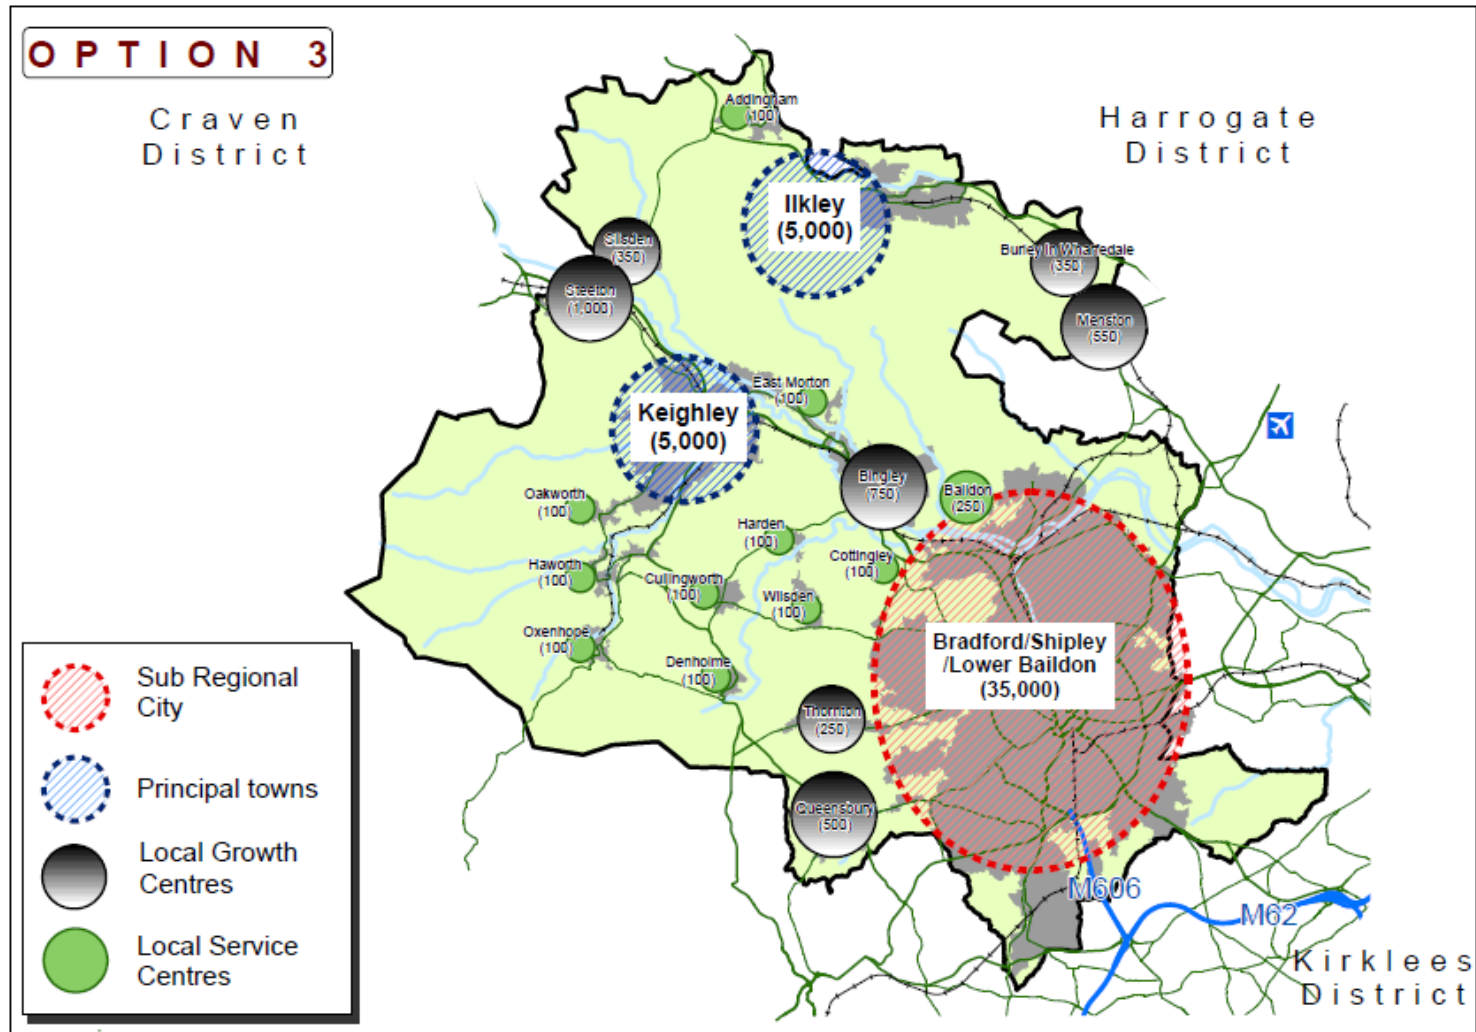 OPTION 3
Craven
District
Harrogate
District
Addingham
(100)
Ilkley
(5,000)
Silsden
(350)
Burley in Wharfedale
(350)
Steeton
(1,000)
Menston
(550)
East Morton
(100)
Keighley
(5,000)
Bingley
(750)
Baildon
(250)
Oakworth
(100)
Harden
(100)
Cottingley
(100)
Haworth
(100)
Cullingworth
(100)
Wilsden
(100)
Oxenhope
(100)
Denholme
(100)
Bradford/Shipley
/Lower Baildon
(35,000)
Thornton
(250)
Queensbury
(500)
M606
M62
Kirklees
District
Sub Regional
City
Principal towns
Local Growth
Centres
Local Service
Centres